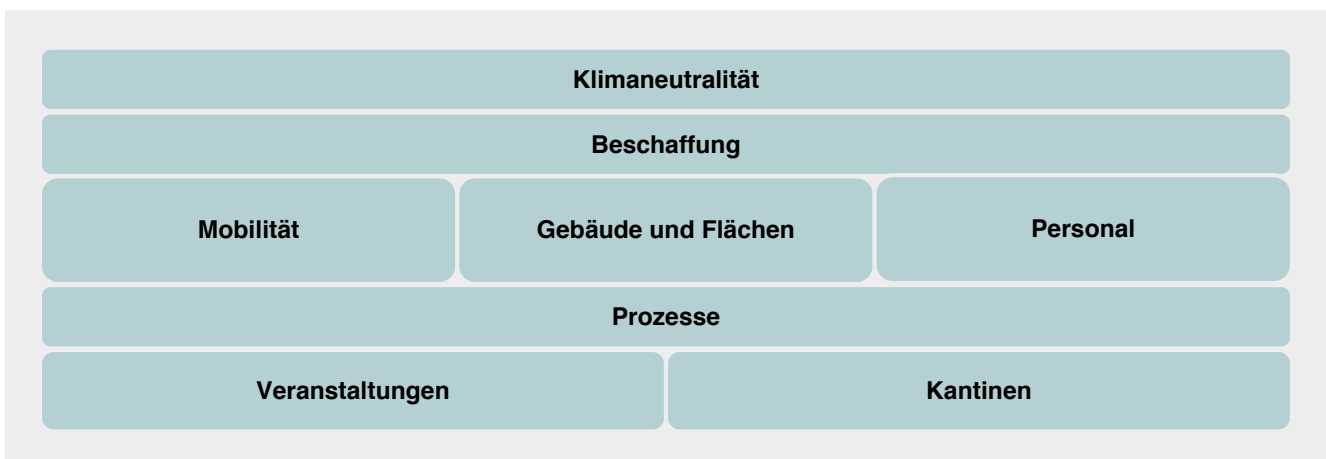 Klimaneutralität
Beschaffung
Mobilität
Gebäude und Flächen
Personal
Prozesse
Veranstaltungen
Kantinen